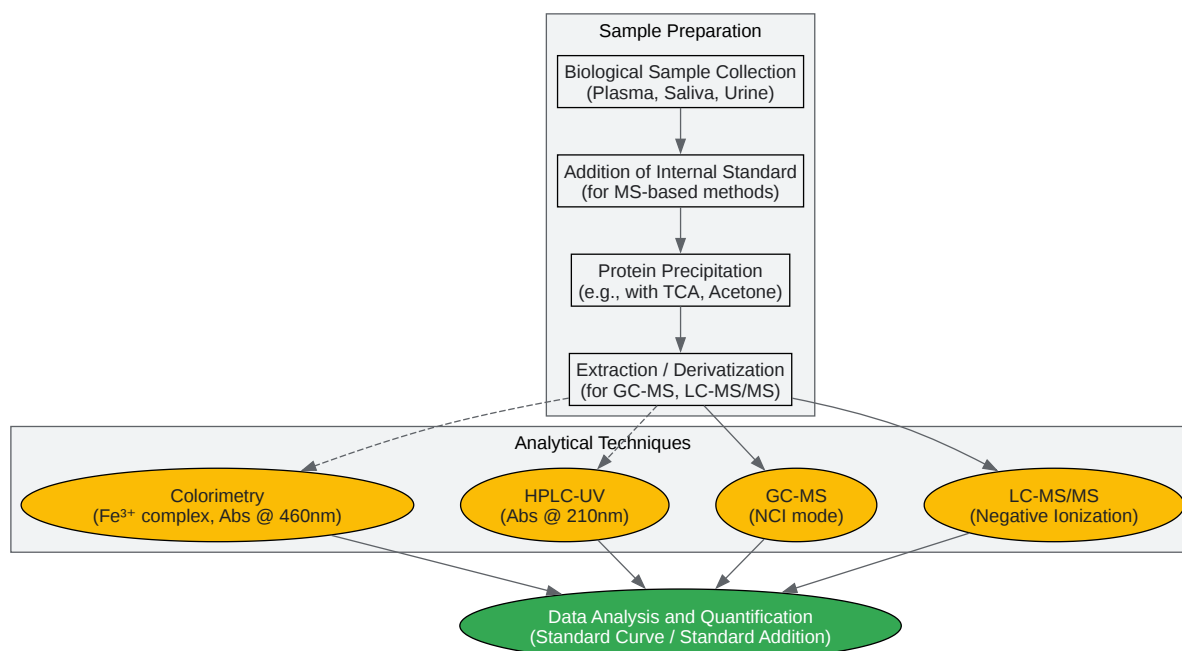 Sample Preparation
Biological Sample Collection
(Plasma, Saliva, Urine)
Addition of Internal Standard
(for MS-based methods)
Protein Precipitation
(e.g., with TCA, Acetone)
Extraction / Derivatization
(for GC-MS, LC-MS/MS)
Analytical Techniques
Colorimetry
(Fe³⁺ complex, Abs @ 460nm)
HPLC-UV
(Abs @ 210nm)
GC-MS
(NCI mode)
LC-MS/MS
(Negative Ionization)
Data Analysis and Quantification
(Standard Curve / Standard Addition)